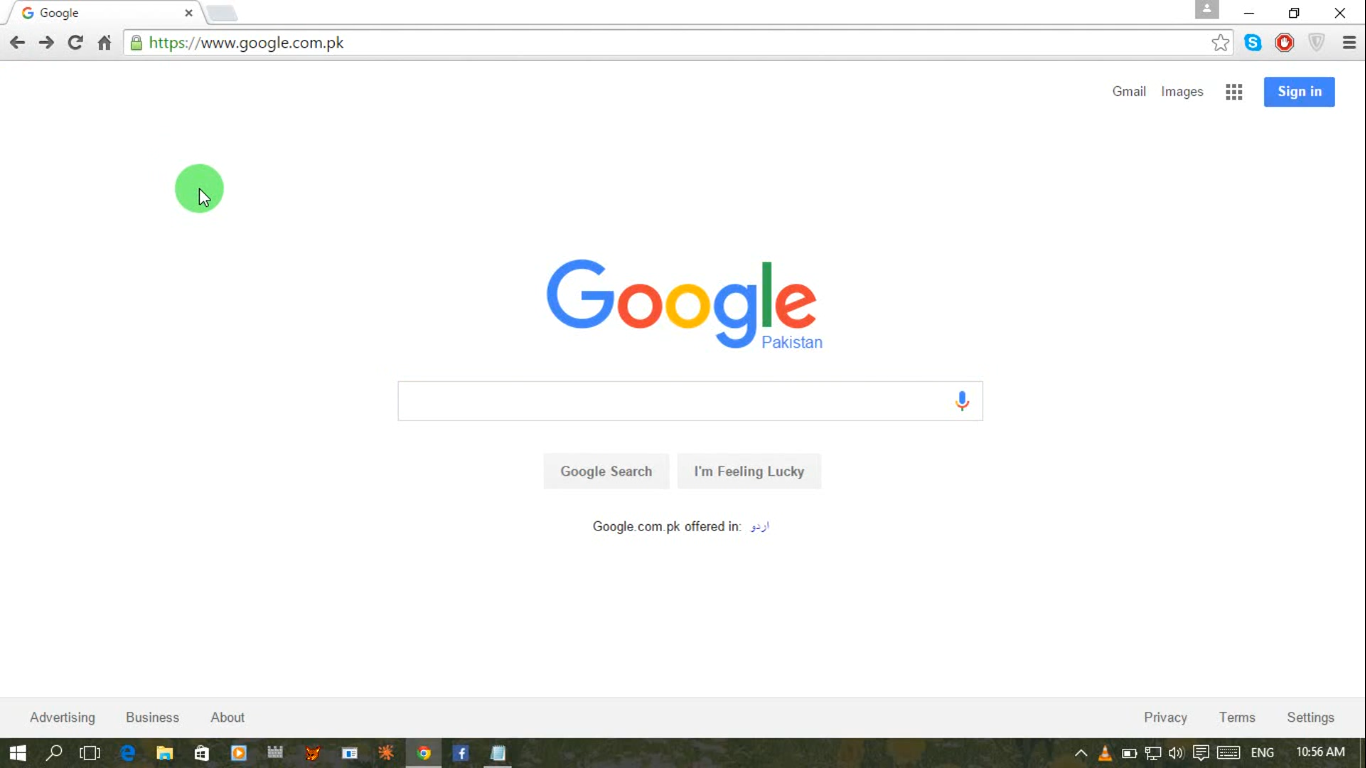 Google
https://www.google.com.pk
Gmail Images Sign in
Google
Pakistan
Google Search I'm Feeling Lucky
Google.com.pk offered in: اردو
Advertising Business About Privacy Terms Settings
ENG 10:56 AM